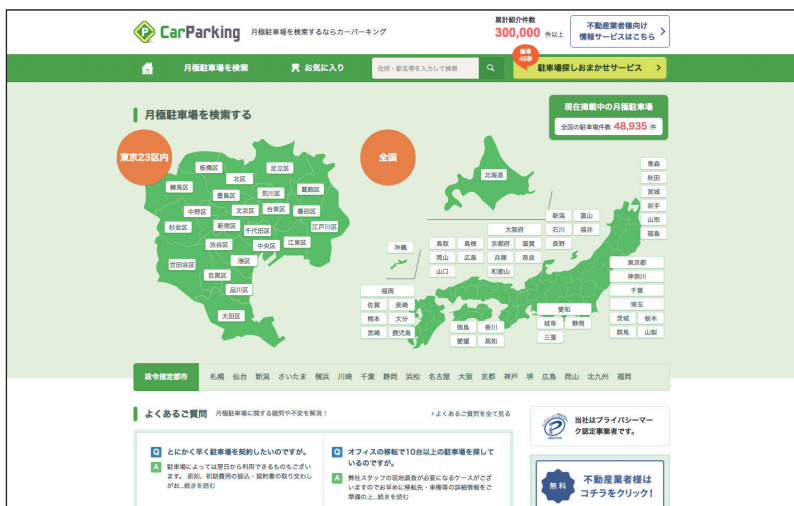 CarParking
月極駐車場を検索するならカーパーキング
累計紹介件数
300,000 件以上
不動産業者様向け
情報サービスはこちら
月極駐車場を検索
お気に入り
住所・駅名等を入力して検索
簡単
45秒
駐車場探しおまかせサービス
月極駐車場を検索する
現在掲載中の月極駐車場
全国の駐車場件数 48,935 件
東京23区内
板橋区
足立区
北区
練馬区
葛飾区
荒川区
豊島区
中野区
文京区
台東区
墨田区
杉並区
新宿区
千代田区
江戸川区
渋谷区
中央区
江東区
世田谷区
港区
目黒区
品川区
大田区
全国
北海道
青森
秋田
宮城
岩手
山形
福島
新潟
富山
石川
福井
長野
大阪府
鳥取
島根
京都府
滋賀
岡山
広島
兵庫
奈良
山口
和歌山
沖縄
東京都
神奈川
千葉
埼玉
茨城
栃木
群馬
山梨
福岡
佐賀
長崎
熊本
大分
宮崎
鹿児島
徳島
香川
愛媛
高知
愛知
岐阜
静岡
三重
政令指定都市
札幌 仙台 新潟 さいたま 横浜 川崎 千葉 静岡 浜松 名古屋 大阪 京都 神戸 堺 広島 岡山 北九州 福岡
よくあるご質問
月極駐車場に関する疑問や不安を解消！
よくあるご質問を全て見る
Q とにかく早く駐車場を契約したいのですが。
A 駐車場によっては翌日から利用できるものもござい
ます。 原則、初期費用の振込・契約書の取り交わし
がお...続きを読む
Q オフィスの移転で10台以上の駐車場を探して
いるのですが。
A 弊社スタッフの現地調査が必要になるケースがござ
いますのでお早めに移転先・車種等の詳細情報をご
準備の上...続きを読む
当社はプライバシーマー
ク認定事業者です。
無料
不動産業者様は
コチラをクリック！